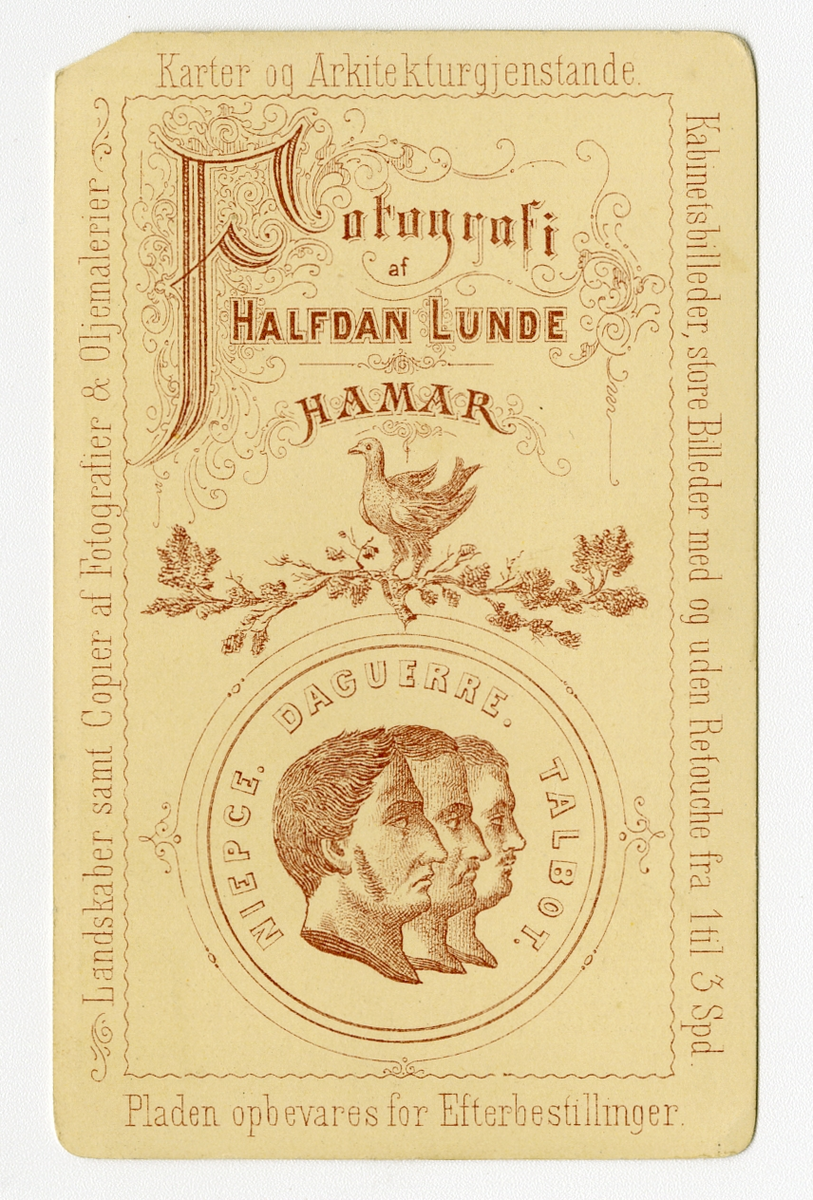 Karter og Arkitekturgjenstande.
Fotografi
af
HALFDAN LUNDE
HAMAR
NIEPCE. DAGUERRE. TALBOT.
Landskaber samt Copier af Fotografier & Oljemalerier
Kabinetsbilleder, store Billeder med og uden Retouche fra 1 til 3 Spd.
Pladen opbevares for Efterbestillinger.